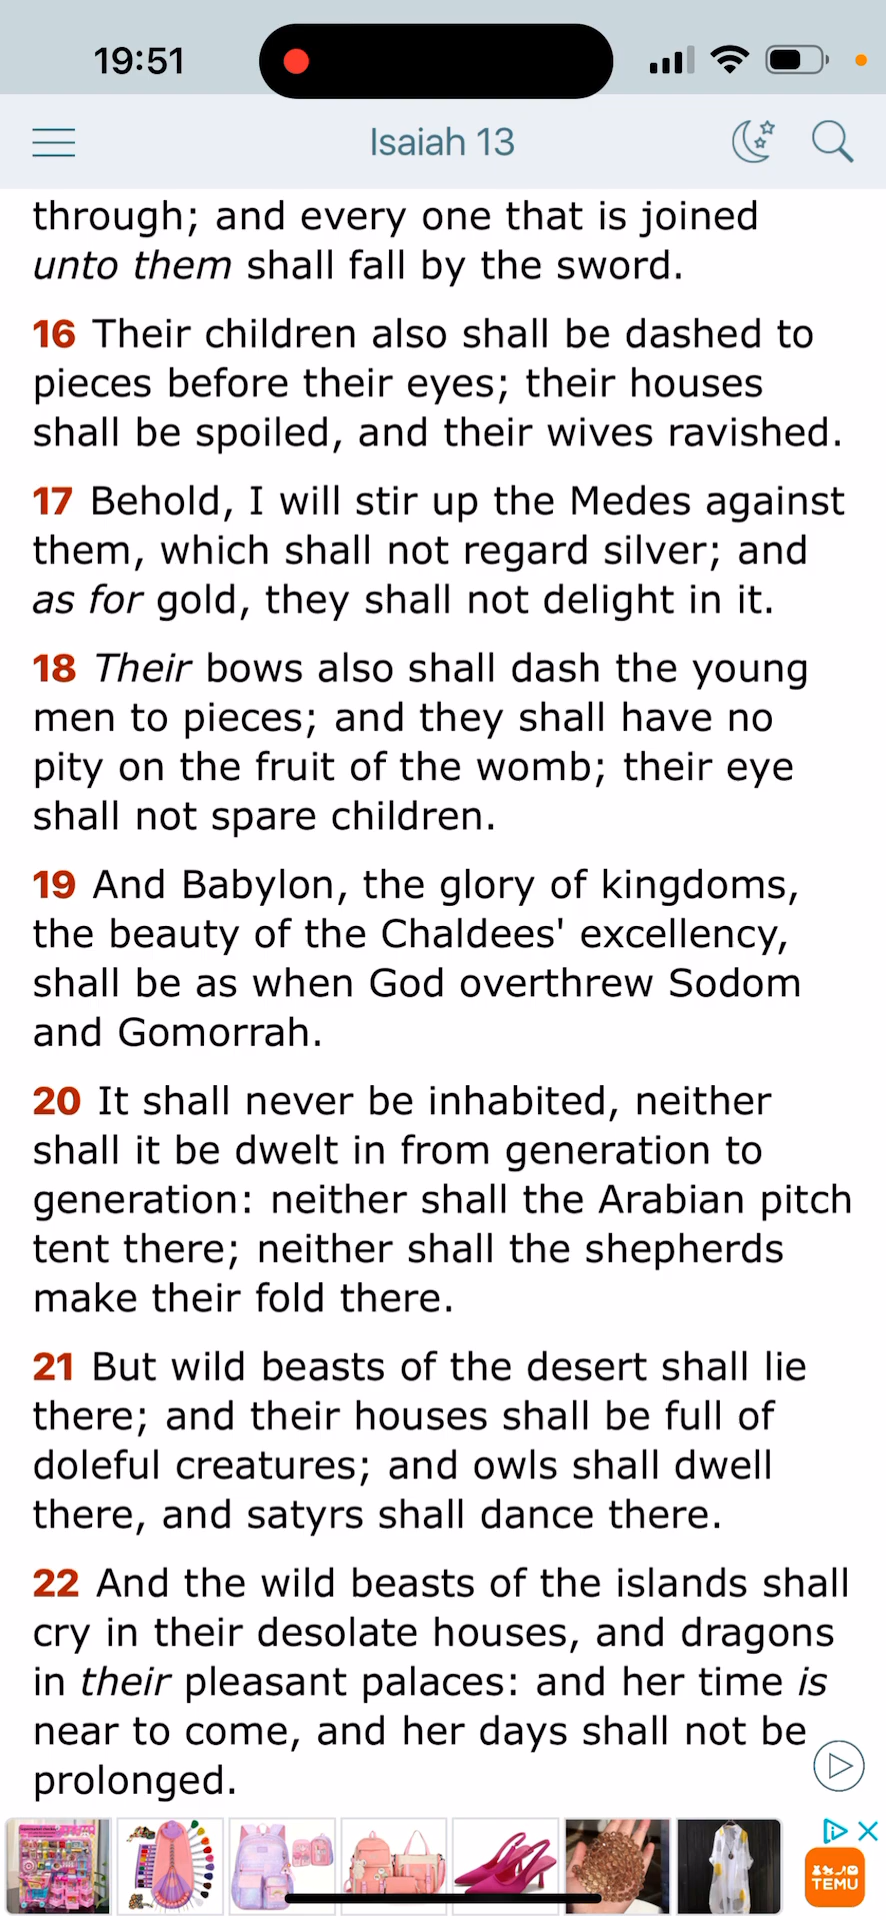 19:51
Isaiah 13
through; and every one that is joined
unto them shall fall by the sword.
16 Their children also shall be dashed to
pieces before their eyes; their houses
shall be spoiled, and their wives ravished.
17 Behold, I will stir up the Medes against
them, which shall not regard silver; and
as for gold, they shall not delight in it.
18 Their bows also shall dash the young
men to pieces; and they shall have no
pity on the fruit of the womb; their eye
shall not spare children.
19 And Babylon, the glory of kingdoms,
the beauty of the Chaldees' excellency,
shall be as when God overthrew Sodom
and Gomorrah.
20 It shall never be inhabited, neither
shall it be dwelt in from generation to
generation: neither shall the Arabian pitch
tent there; neither shall the shepherds
make their fold there.
21 But wild beasts of the desert shall lie
there; and their houses shall be full of
doleful creatures; and owls shall dwell
there, and satyrs shall dance there.
22 And the wild beasts of the islands shall
cry in their desolate houses, and dragons
in their pleasant palaces: and her time is
near to come, and her days shall not be
prolonged.
TEMU